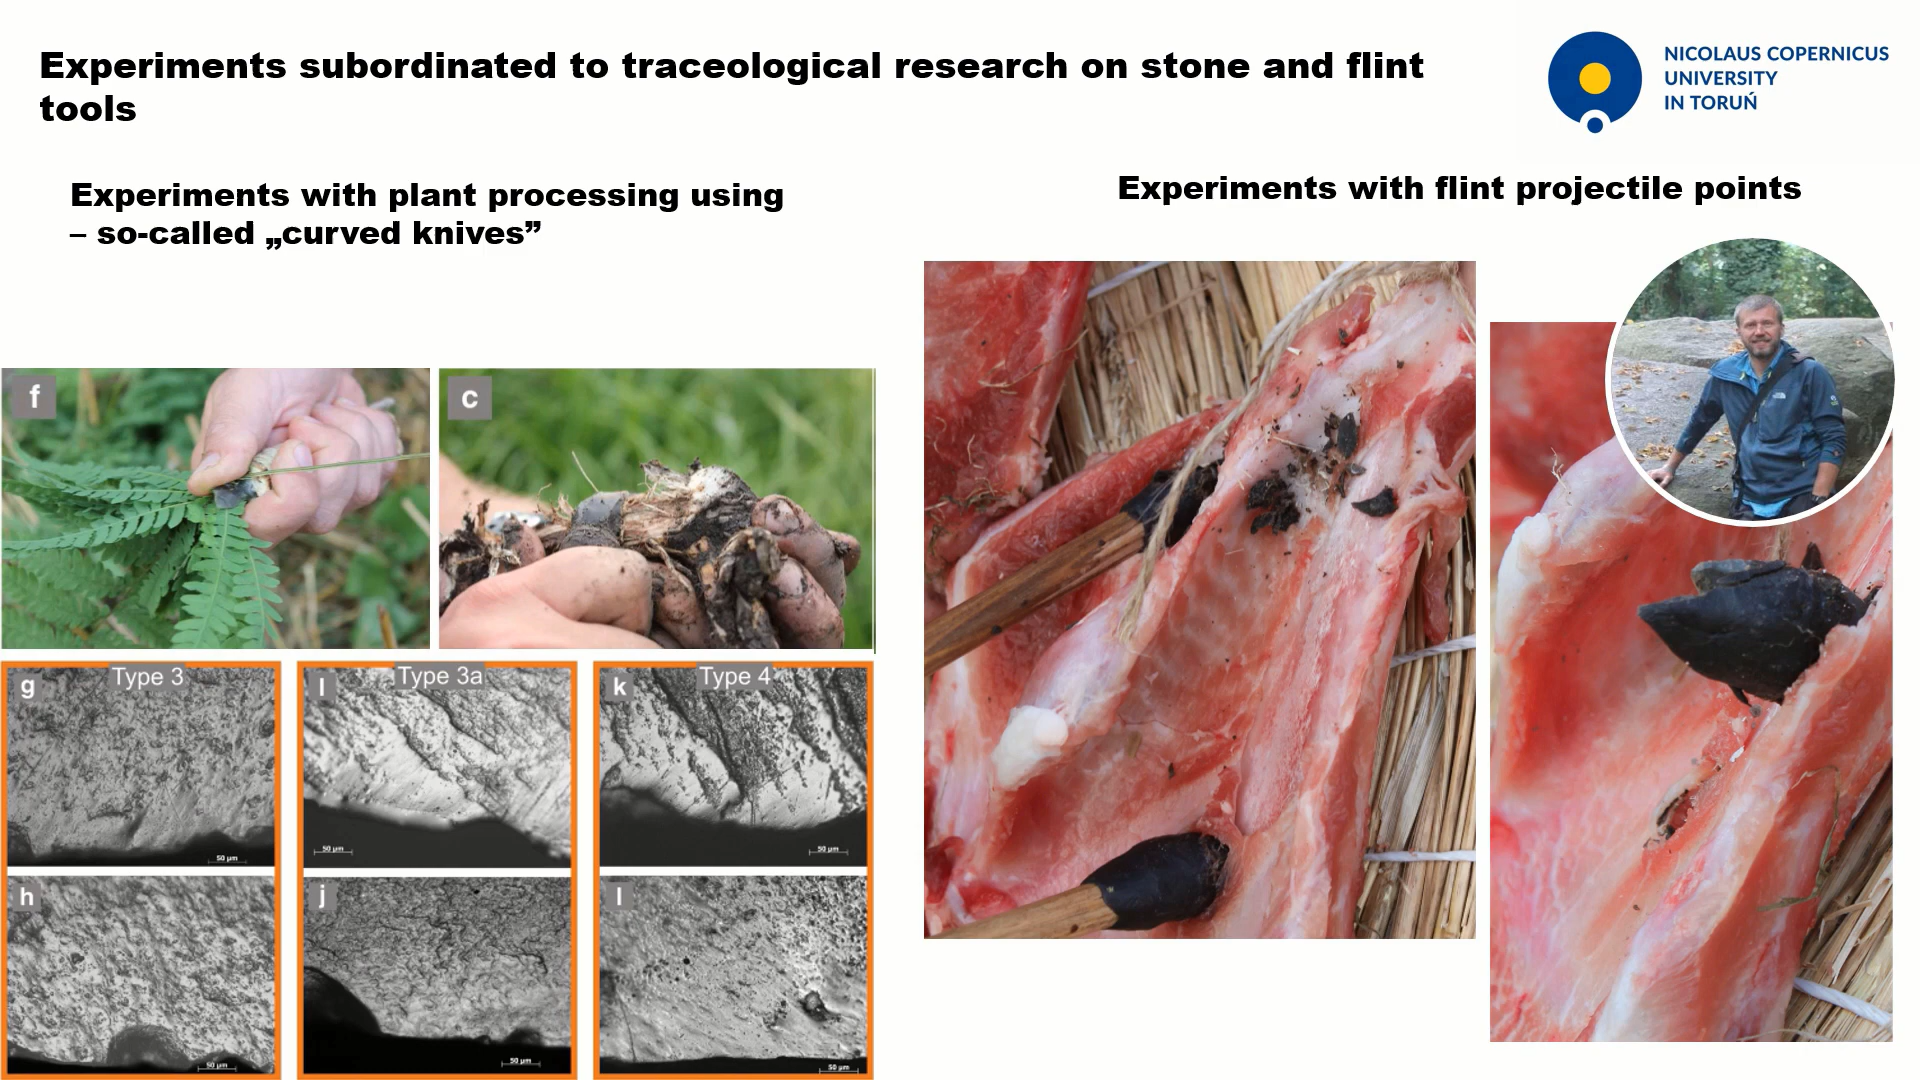 Experiments subordinated to traceological research on stone and flint
tools
NICOLAUS COPERNICUS
UNIVERSITY
IN TORUŃ
Experiments with plant processing using
– so-called „curved knives”
Experiments with flint projectile points
f
c
g
Type 3
50 µm
l
Type 3a
50 µm
k
Type 4
50 µm
h
50 µm
j
50 µm
l
50 µm